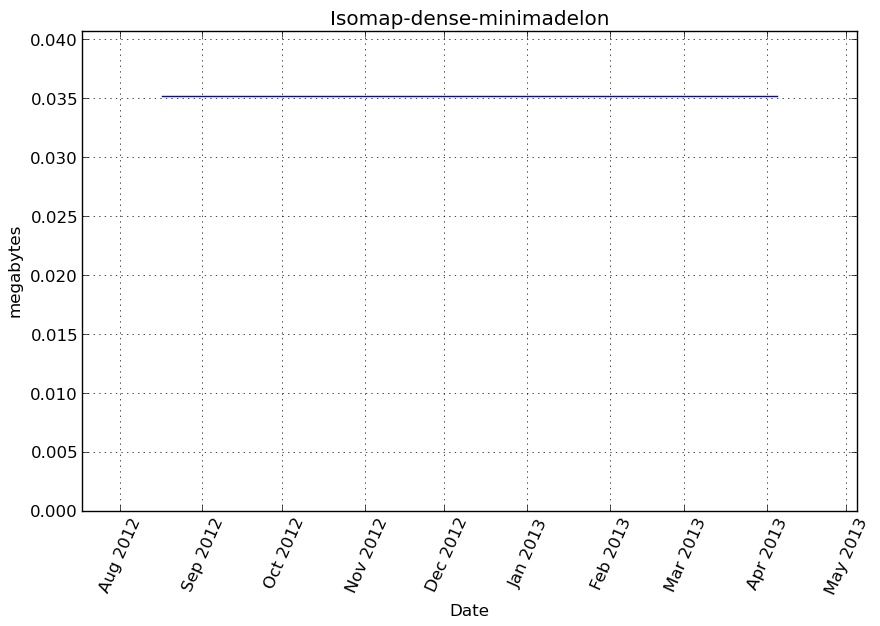 Isomap-dense-minimadelon
0.040
0.035
0.030
0.025
0.020
0.015
0.010
0.005
0.000
megabytes
Aug 2012
Sep 2012
Oct 2012
Nov 2012
Dec 2012
Jan 2013
Feb 2013
Mar 2013
Apr 2013
May 2013
Date